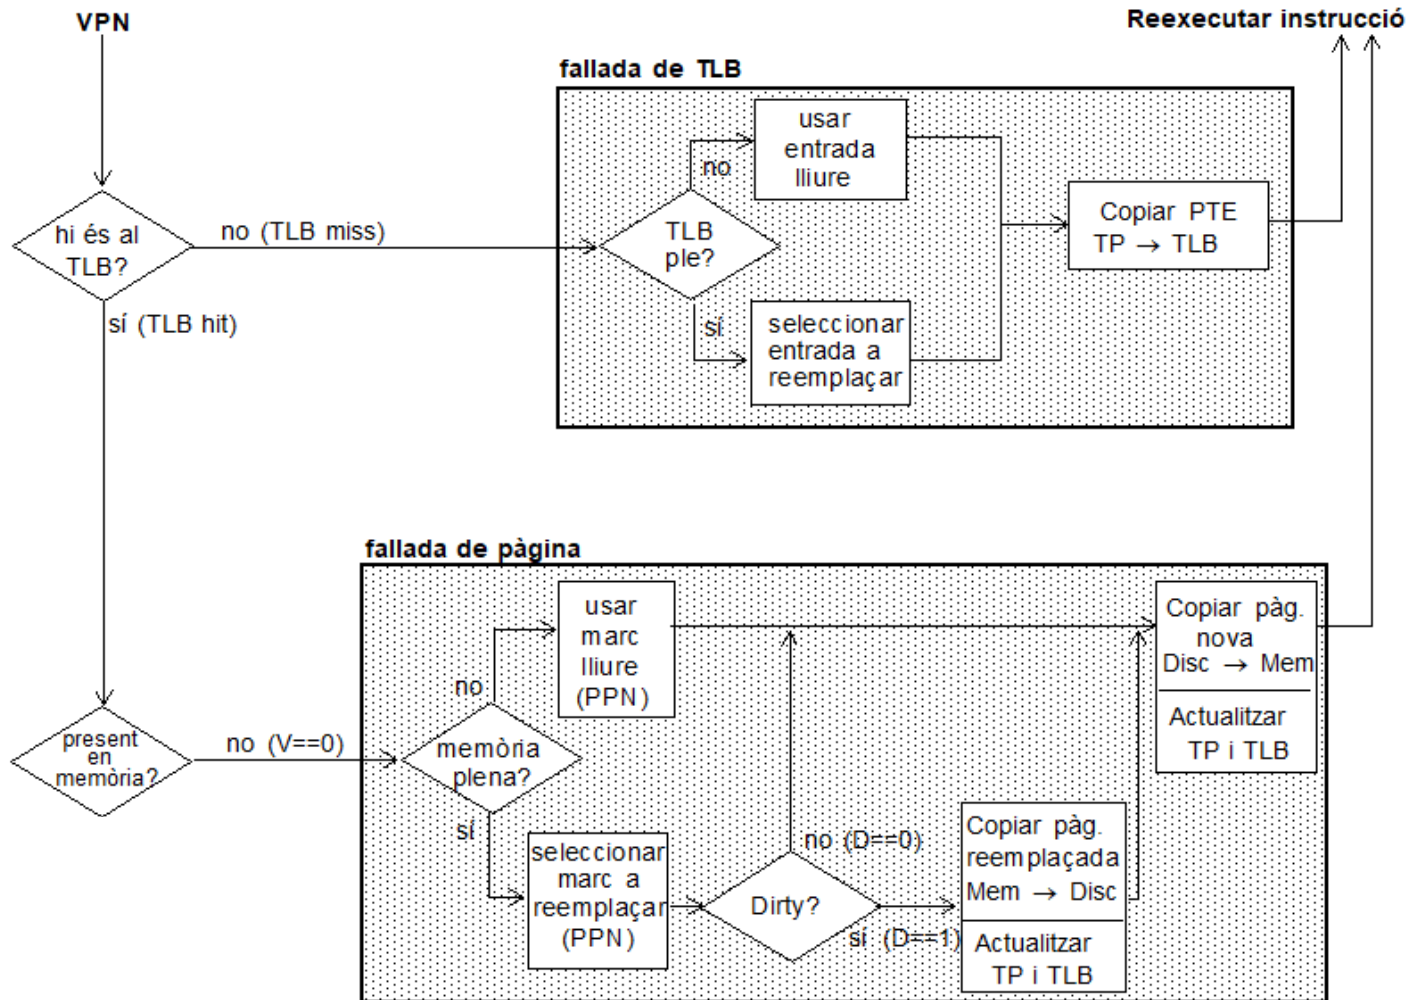 VPN
Reexecutar instrucció
fallada de TLB
usar
entrada
lliure
no
hi és al
TLB?
no (TLB miss)
TLB
ple?
Copiar PTE
TP → TLB
sí (TLB hit)
sí
seleccionar
entrada a
reemplaçar
fallada de pàgina
usar
marc
lliure
(PPN)
no
Copiar pàg.
nova
Disc → Mem
Actualitzar
TP i TLB
present
en
memòria?
no (V==0)
memòria
plena?
sí
seleccionar
marc a
reemplaçar
(PPN)
no (D==0)
Dirty?
sí (D==1)
Copiar pàg.
reemplaçada
Mem → Disc
Actualitzar
TP i TLB